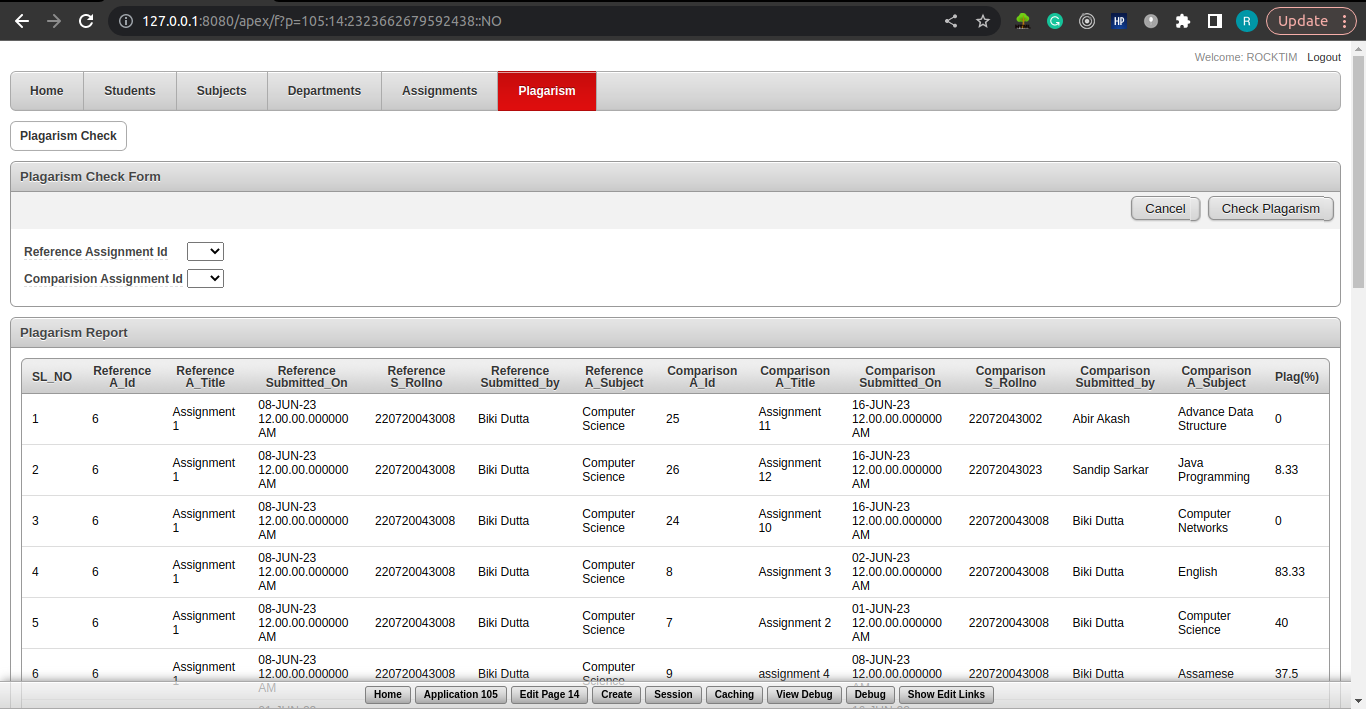 127.0.0.1:8080/apex/f?p=105:14:2323662679592438::NO
G
HP
R
Update
Welcome: ROCKTIM Logout
Home Students Subjects Departments Assignments Plagarism
Plagarism Check
Plagarism Check Form
Cancel Check Plagarism
Reference Assignment Id
Comparision Assignment Id
Plagarism Report
SL_NO Reference A_Id Reference A_Title Reference Submitted_On Reference S_Rollno Reference Submitted_by Reference A_Subject Comparison A_Id Comparison A_Title Comparison Submitted_On Comparison S_Rollno Comparison Submitted_by Comparison A_Subject Plag(%)
1 6 Assignment 1 08-JUN-23 12.00.00.000000 AM 220720043008 Biki Dutta Computer Science 25 Assignment 11 16-JUN-23 12.00.00.000000 AM 22072043002 Abir Akash Advance Data Structure 0
2 6 Assignment 1 08-JUN-23 12.00.00.000000 AM 220720043008 Biki Dutta Computer Science 26 Assignment 12 16-JUN-23 12.00.00.000000 AM 22072043023 Sandip Sarkar Java Programming 8.33
3 6 Assignment 1 08-JUN-23 12.00.00.000000 AM 220720043008 Biki Dutta Computer Science 24 Assignment 10 16-JUN-23 12.00.00.000000 AM 220720043008 Biki Dutta Computer Networks 0
4 6 Assignment 1 08-JUN-23 12.00.00.000000 AM 220720043008 Biki Dutta Computer Science 8 Assignment 3 02-JUN-23 12.00.00.000000 AM 220720043008 Biki Dutta English 83.33
5 6 Assignment 1 08-JUN-23 12.00.00.000000 AM 220720043008 Biki Dutta Computer Science 7 Assignment 2 01-JUN-23 12.00.00.000000 AM 220720043008 Biki Dutta Computer Science 40
6 6 Assignment 1 08-JUN-23 12.00.00.000000 AM 220720043008 Biki Dutta Computer Science 9 assignment 4 08-JUN-23 12.00.00.000000 AM 220720043008 Biki Dutta Assamese 37.5
Home Application 105 Edit Page 14 Create Session Caching View Debug Debug Show Edit Links